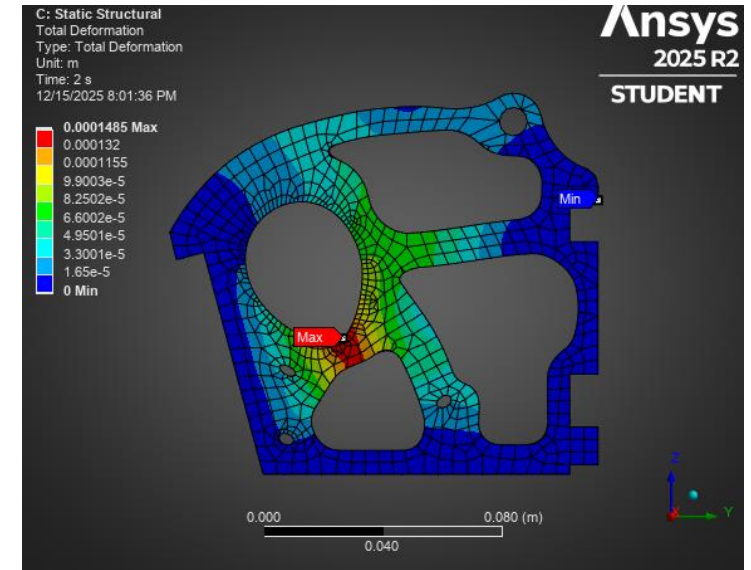 C: Static Structural
Total Deformation
Type: Total Deformation
Unit: m
Time: 2 s
12/15/2025 8:01:36 PM
Ansys
2025 R2
STUDENT
0.0001485 Max
0.000132
0.0001155
9.9003e-5
8.2502e-5
6.6002e-5
4.9501e-5
3.3001e-5
1.65e-5
0 Min
Min
Max
0.000
0.080 (m)
0.040
Z
Y
X